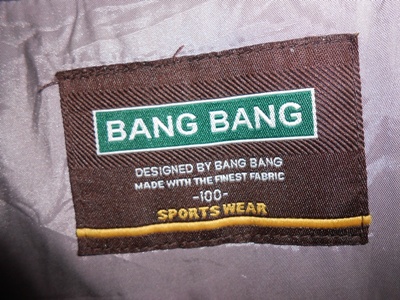 BANG BANG
DESIGNED BY BANG BANG
MADE WITH THE FINEST FABRIC
-100-
SPORTS WEAR